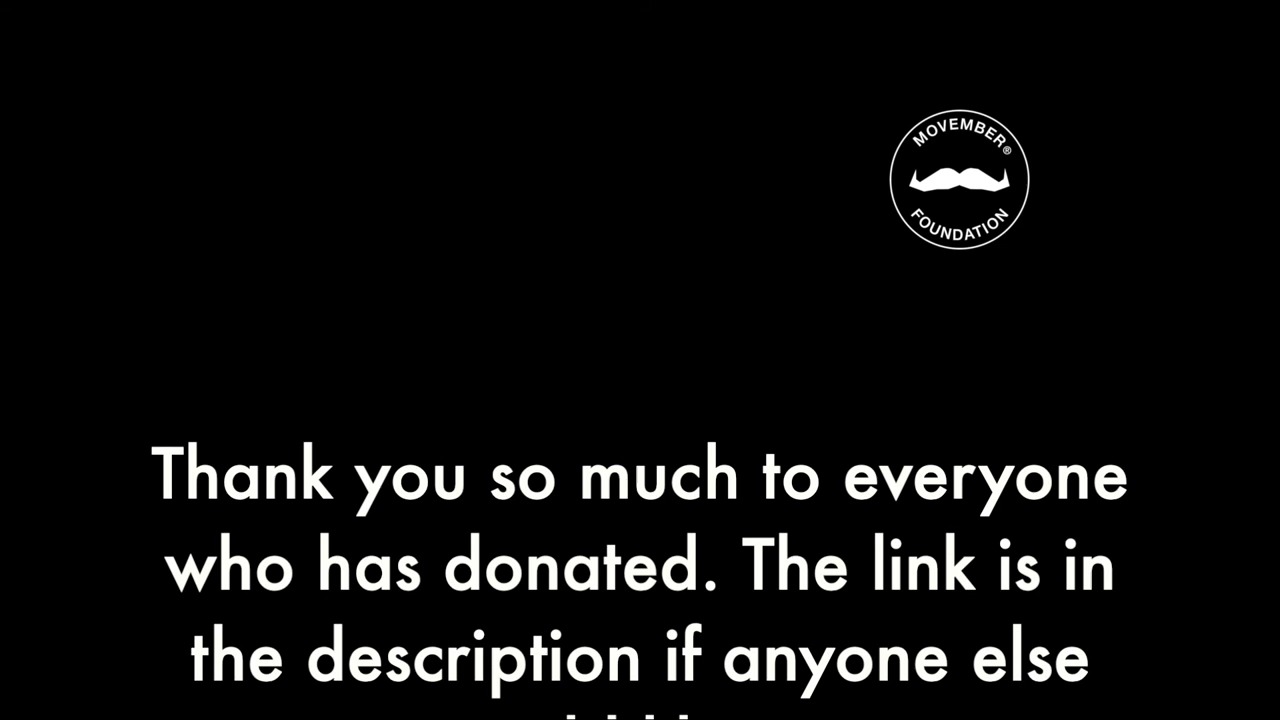 MOVEMBER®
FOUNDATION
Thank you so much to everyone
who has donated. The link is in
the description if anyone else